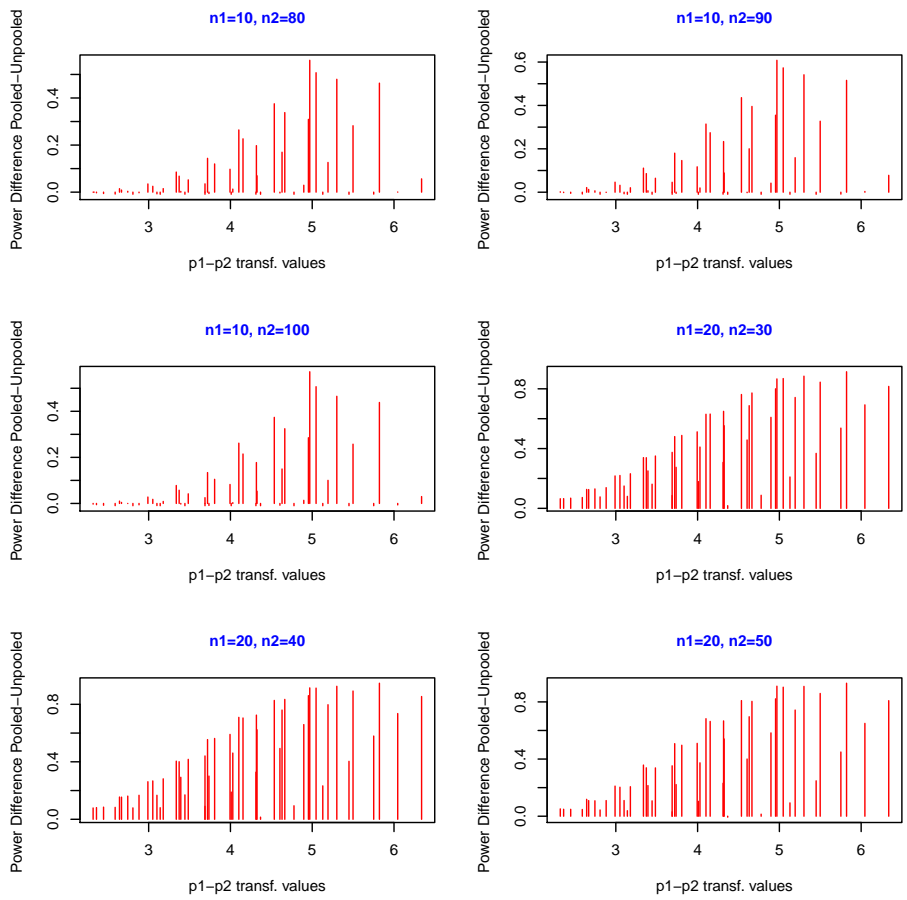 n1=10, n2=80
Power Difference Pooled−Unpooled
0.4
0.2
0.0
3 4 5 6
p1−p2 transf. values
n1=10, n2=90
Power Difference Pooled−Unpooled
0.6
0.4
0.2
0.0
3 4 5 6
p1−p2 transf. values
n1=10, n2=100
Power Difference Pooled−Unpooled
0.4
0.2
0.0
3 4 5 6
p1−p2 transf. values
n1=20, n2=30
Power Difference Pooled−Unpooled
0.8
0.4
0.0
3 4 5 6
p1−p2 transf. values
n1=20, n2=40
Power Difference Pooled−Unpooled
0.8
0.4
0.0
3 4 5 6
p1−p2 transf. values
n1=20, n2=50
Power Difference Pooled−Unpooled
0.8
0.4
0.0
3 4 5 6
p1−p2 transf. values